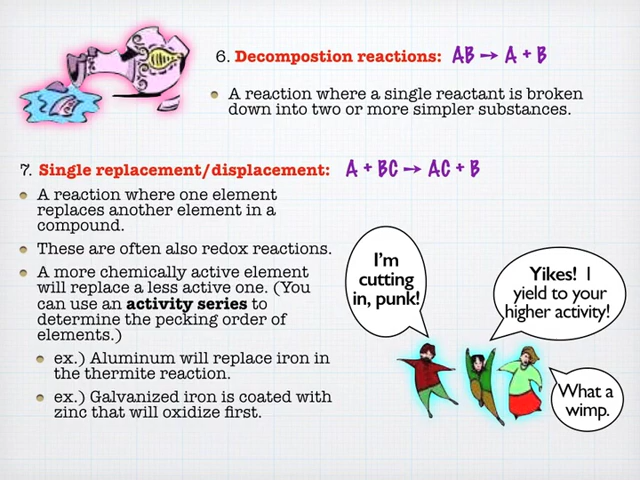 6. Decompostion reactions: AB → A + B
A reaction where a single reactant is broken
down into two or more simpler substances.
7. Single replacement/displacement: A + BC → AC + B
A reaction where one element
replaces another element in a
compound.
These are often also redox reactions.
A more chemically active element
will replace a less active one. (You
can use an activity series to
determine the pecking order of
elements.)
ex.) Aluminum will replace iron in
the thermite reaction.
ex.) Galvanized iron is coated with
zinc that will oxidize first.
I'm
cutting
in, punk!
Yikes! I
yield to your
higher activity!
What a
wimp.